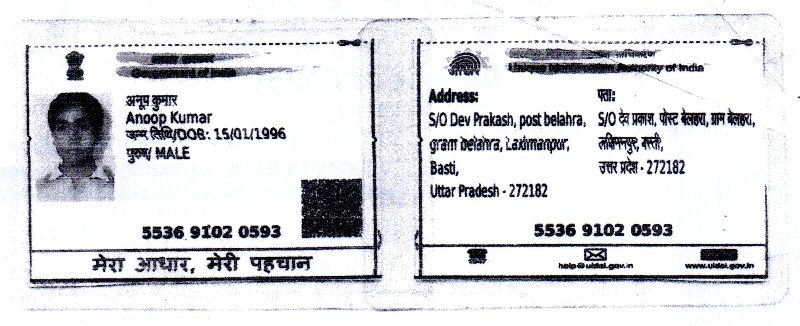 Government of India
अनूप कुमार
Anoop Kumar
जन्म तिथि/DOB: 15/01/1996
पुरुष/ MALE
5536 9102 0593
मेरा आधार, मेरी पहचान
आधार
Unique Identification Authority of India
Address:
S/O Dev Prakash, post belahra,
gram belahra, Laximanpur,
Basti,
Uttar Pradesh - 272182
पता:
S/O देव प्रकाश, पोस्ट बेलहरा, ग्राम बेलहरा,
लक्षिमनपुर, बस्ती,
उत्तर प्रदेश - 272182
5536 9102 0593
1947
help@uidai.gov.in
www.uidai.gov.in